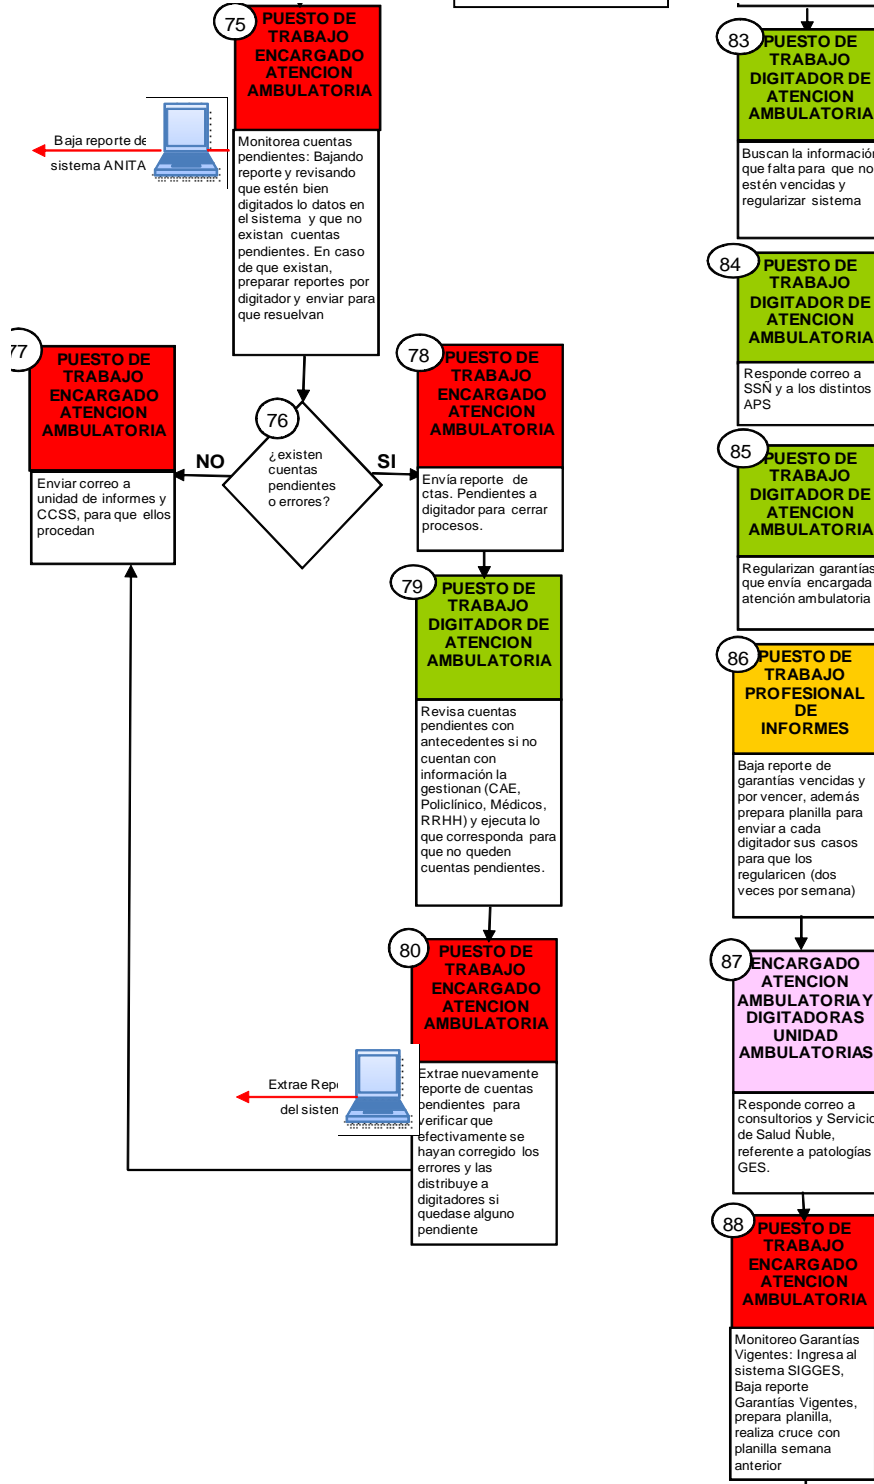 75
PUESTO DE
TRABAJO
ENCARGADO
ATENCION
AMBULATORIA
Baja reporte de
sistema ANITA
Monitorea cuentas
pendientes: Bajando
reporte y revisando
que estén bien
digitados lo datos en
el sistema y que no
existan cuentas
pendientes. En caso
de que existan,
preparar reportes por
digitador y enviar para
que resuelvan
77
PUESTO DE
TRABAJO
ENCARGADO
ATENCION
AMBULATORIA
Enviar correo a
unidad de informes y
CCSS, para que ellos
procedan
NO
76
¿existen
cuentas
pendientes
o errores?
SI
78
PUESTO DE
TRABAJO
ENCARGADO
ATENCION
AMBULATORIA
Envía reporte de
ctas. Pendientes a
digitador para cerrar
procesos.
79
PUESTO DE
TRABAJO
DIGITADOR DE
ATENCION
AMBULATORIA
Revisa cuentas
pendientes con
antecedentes si no
cuentan con
información la
gestionan (CAE,
Policlínico, Médicos,
RRHH) y ejecuta lo
que corresponda para
que no queden
cuentas pendientes.
80
PUESTO DE
TRABAJO
ENCARGADO
ATENCION
AMBULATORIA
Extrae Repo
del sistem
Extrae nuevamente
reporte de cuentas
pendientes para
verificar que
efectivamente se
hayan corregido los
errores y las
distribuye a
digitadores si
quedase alguno
pendiente
83
PUESTO DE
TRABAJO
DIGITADOR DE
ATENCION
AMBULATORIA
Buscan la información
que falta para que no
estén vencidas y
regularizar sistema
84
PUESTO DE
TRABAJO
DIGITADOR DE
ATENCION
AMBULATORIA
Responde correo a
SSÑ y a los distintos
APS
85
PUESTO DE
TRABAJO
DIGITADOR DE
ATENCION
AMBULATORIA
Regularizan garantías
que envía encargada
atención ambulatoria
86
PUESTO DE
TRABAJO
PROFESIONAL
DE
INFORMES
Baja reporte de
garantías vencidas y
por vencer, además
prepara planilla para
enviar a cada
digitador sus casos
para que los
regularicen (dos
veces por semana)
87
ENCARGADO
ATENCION
AMBULATORIA Y
DIGITADORAS
UNIDAD
AMBULATORIAS
Responde correo a
consultorios y Servicio
de Salud Ñuble,
referente a patologías
GES.
88
PUESTO DE
TRABAJO
ENCARGADO
ATENCION
AMBULATORIA
Monitoreo Garantías
Vigentes: Ingresa al
sistema SIGGES,
Baja reporte
Garantías Vigentes,
prepara planilla,
realiza cruce con
planilla semana
anterior